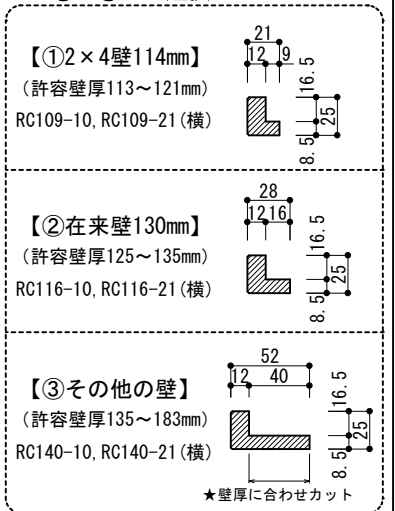 【①2×4壁114mm】
（許容壁厚113～121mm）
RC109-10,RC109-21(横)
21
12
9
16.5
25
8.5
【②在来壁130mm】
（許容壁厚125～135mm）
RC116-10,RC116-21(横)
28
12
16
16.5
25
8.5
【③その他の壁】
（許容壁厚135～183mm）
RC140-10,RC140-21(横)
52
12
40
16.5
25
8.5
★壁厚に合わせカット